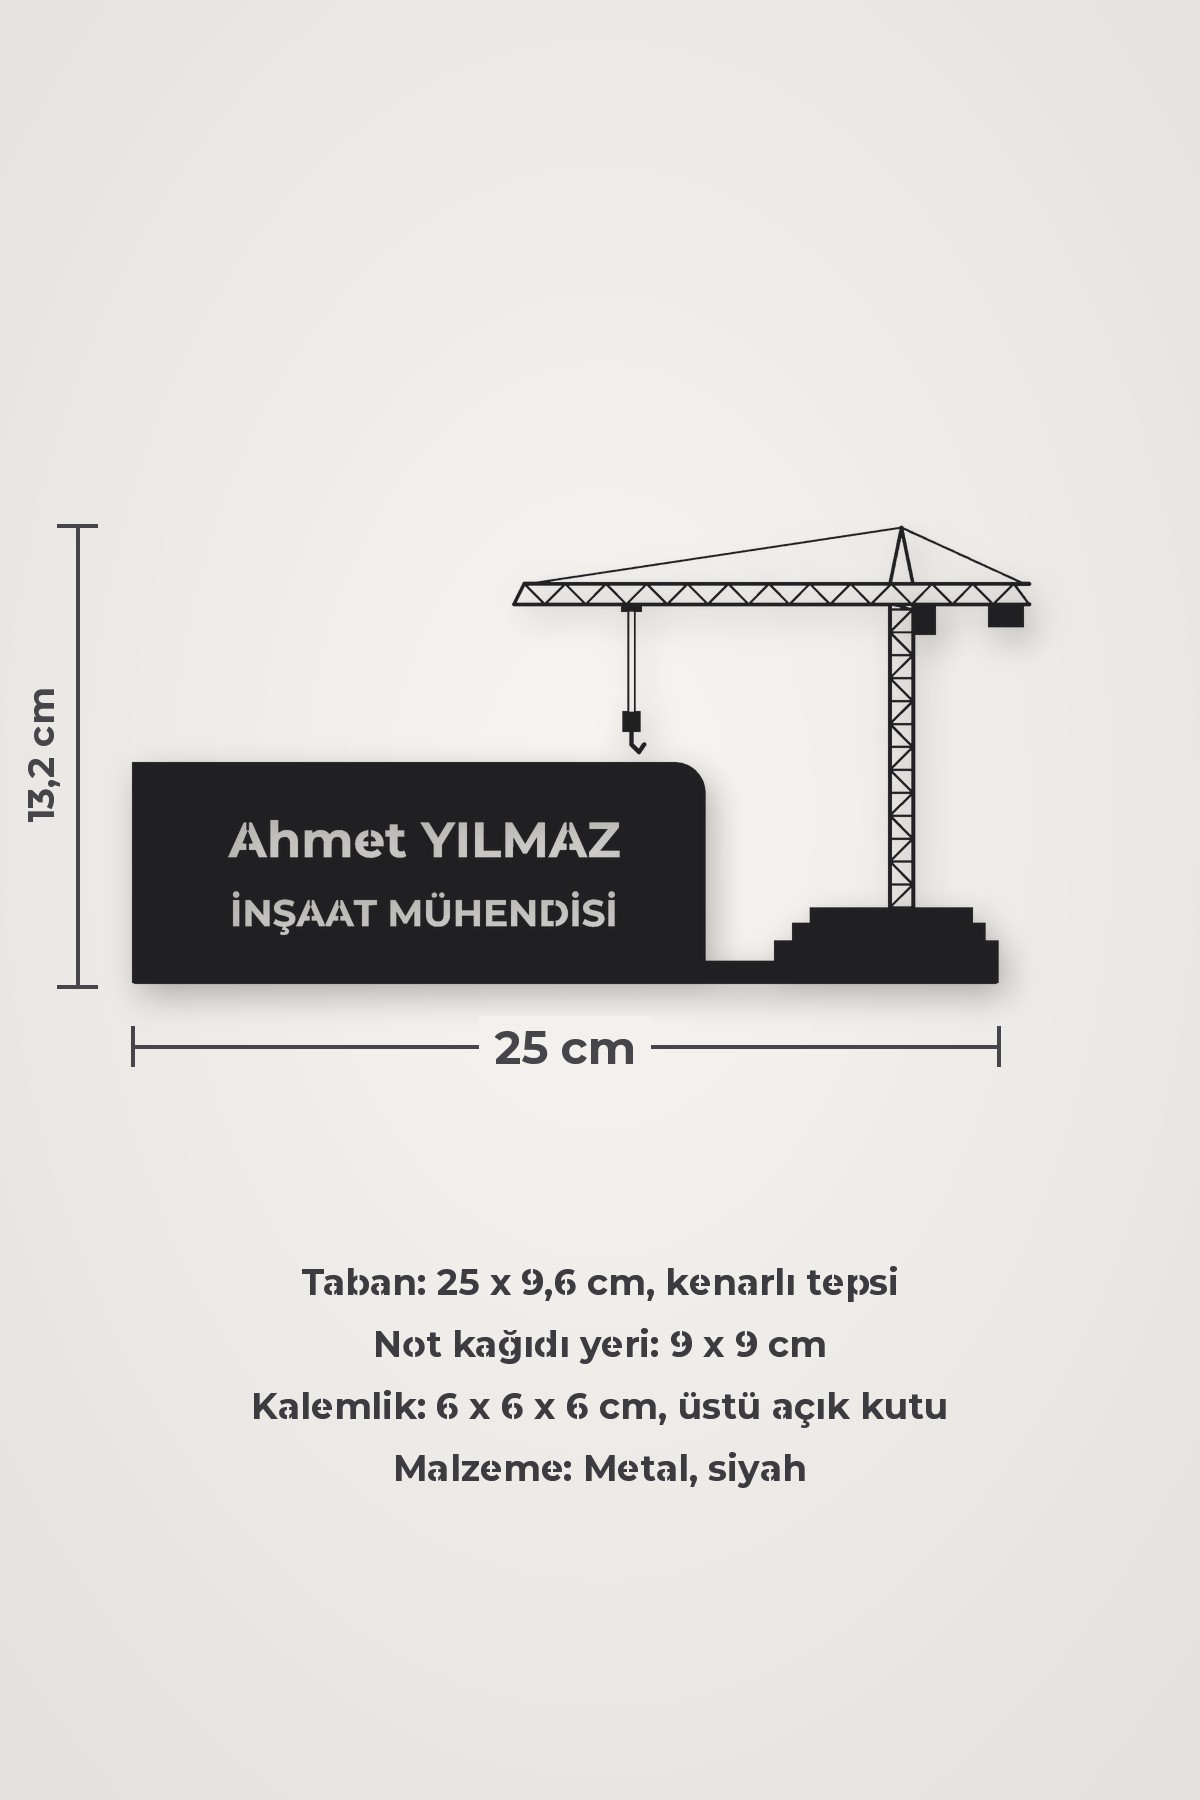 13,2 cm
Ahmet YILMAZ
İNŞAAT MÜHENDİSİ
25 cm
Taban: 25 x 9,6 cm, kenarlı tepsi
Not kağıdı yeri: 9 x 9 cm
Kalemlik: 6 x 6 x 6 cm, üstü açık kutu
Malzeme: Metal, siyah